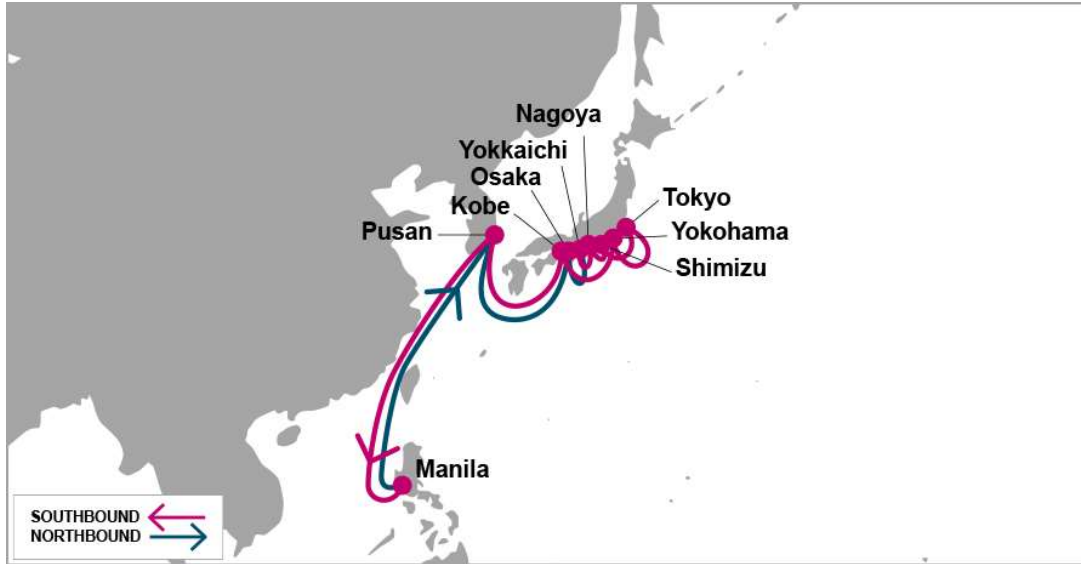 Nagoya
Yokkaichi
Osaka
Kobe
Tokyo
Pusan
Yokohama
Shimizu
Manila
SOUTHBOUND
NORTHBOUND